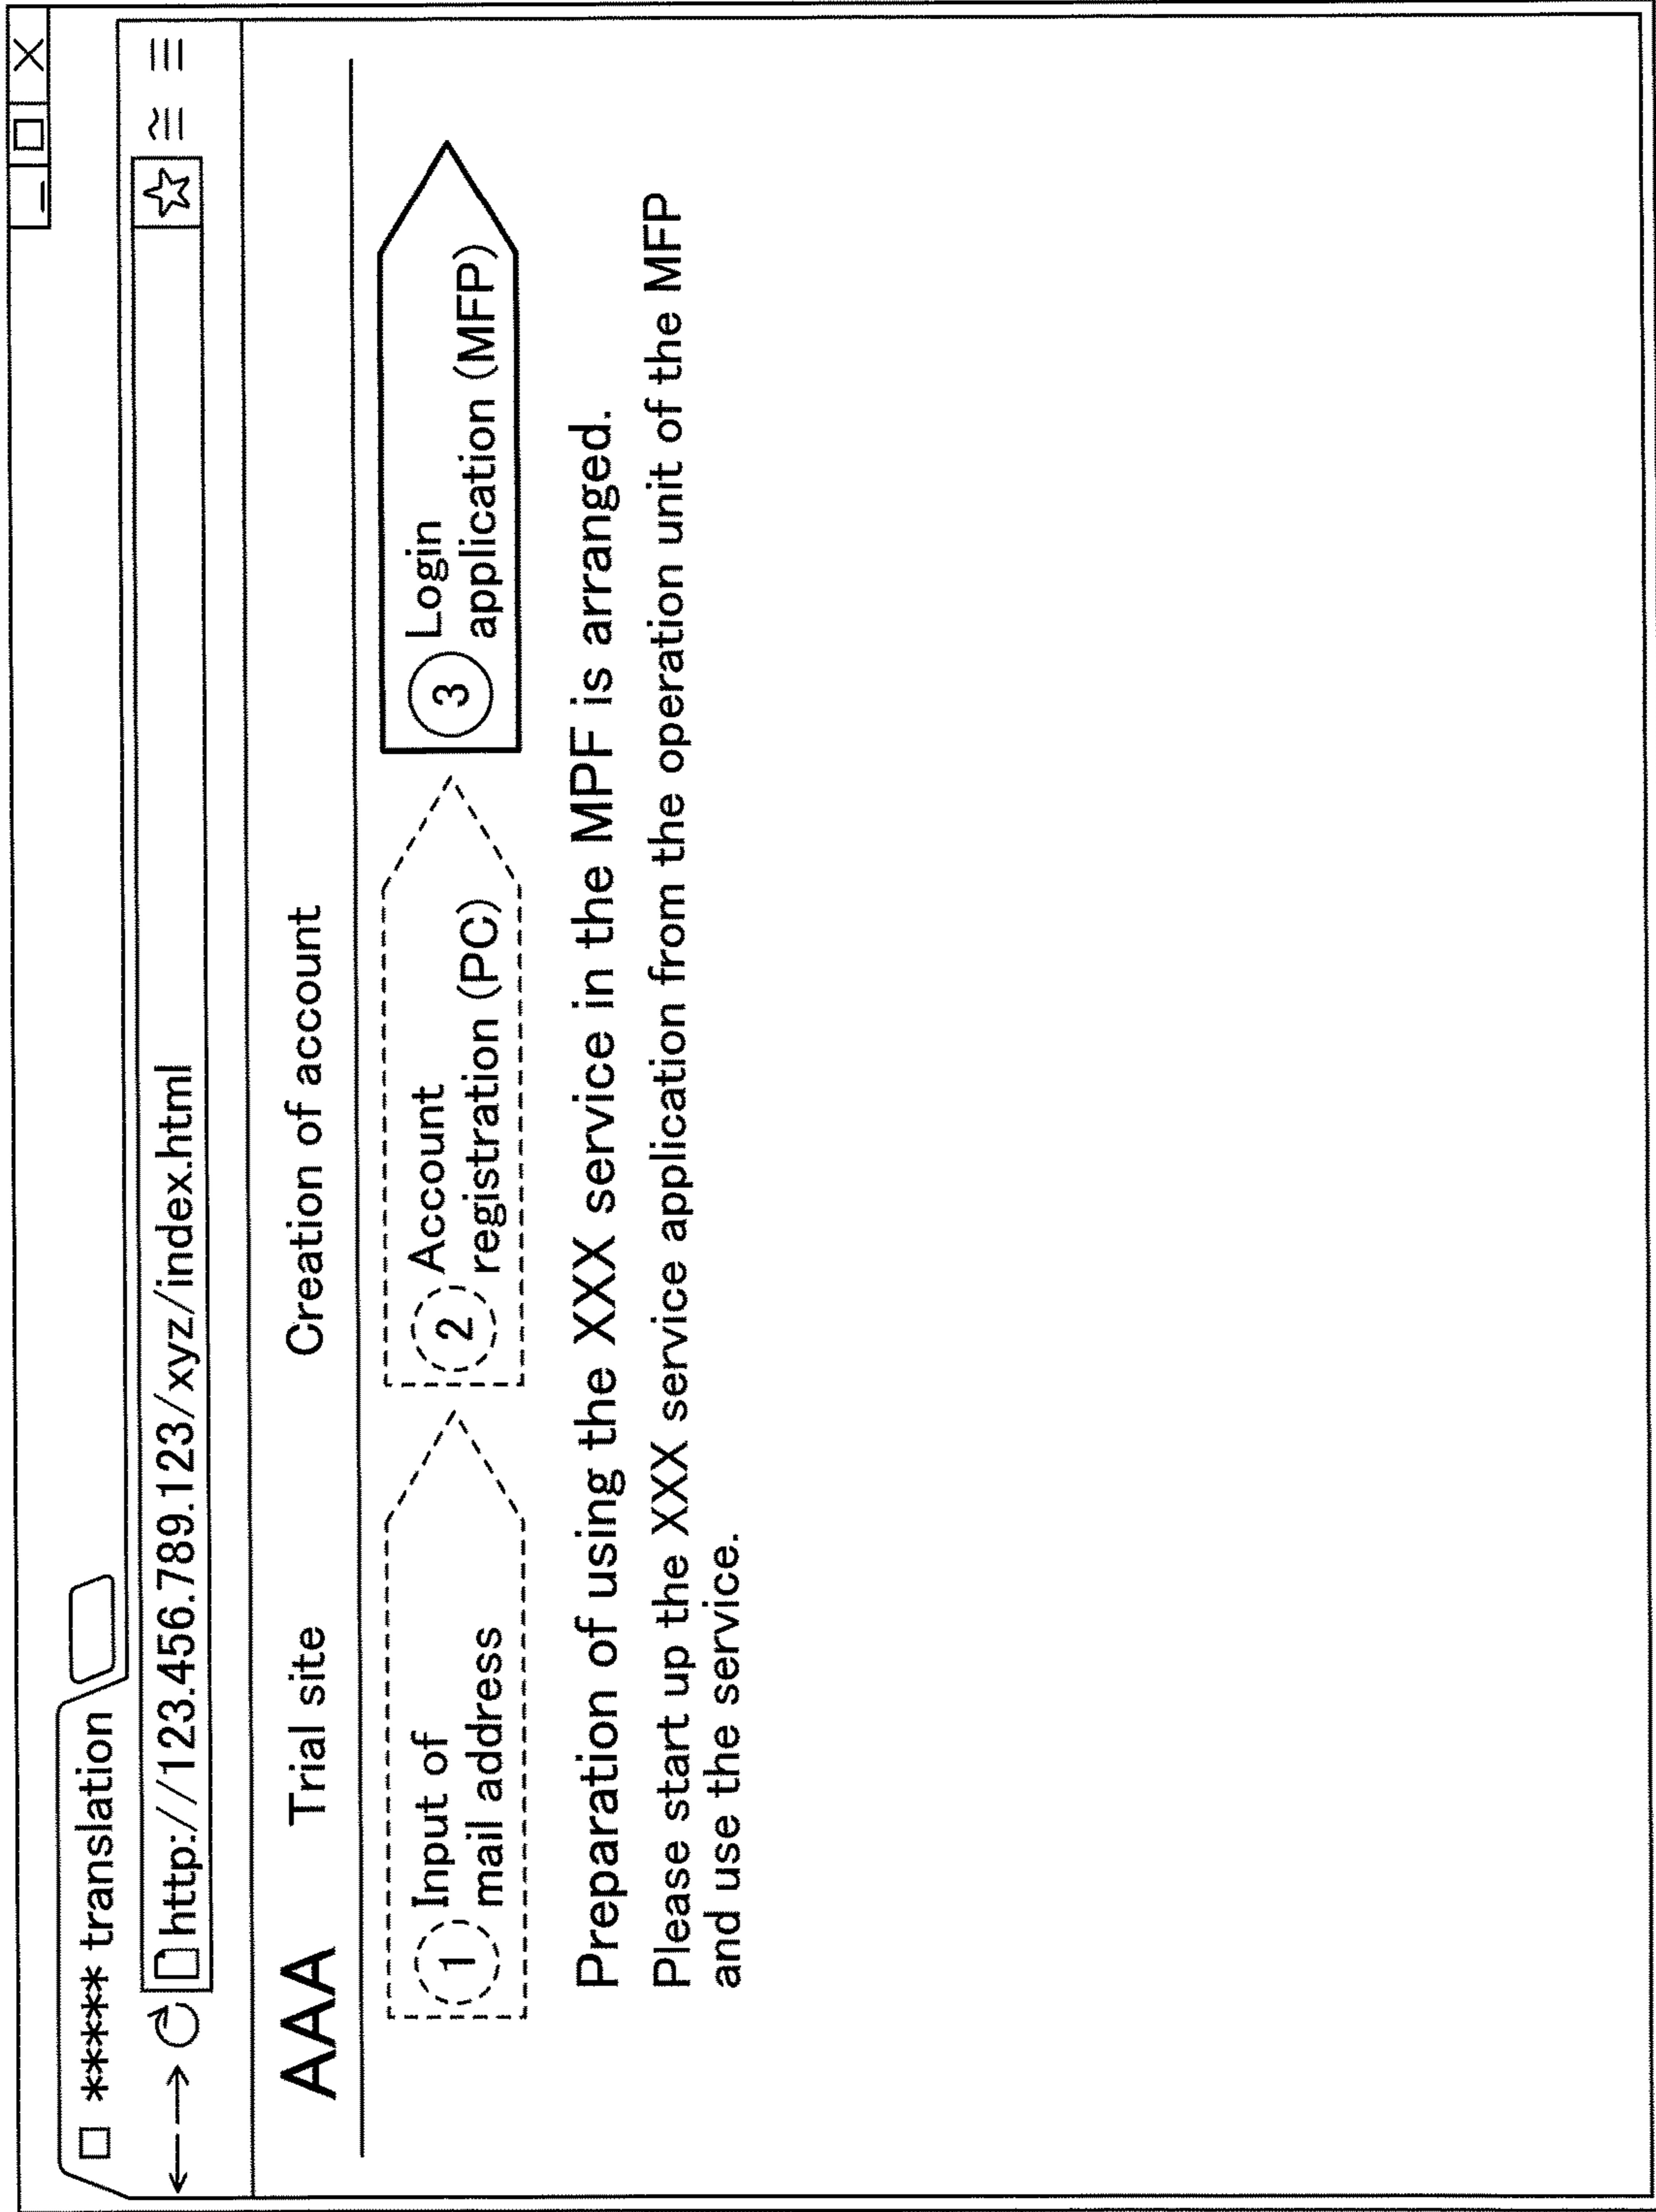 ***** translation
http://123.456.789.123/xyz/index.html
AAA Trial site Creation of account
1 Input of
mail address
2 Account
registration (PC)
3 Login
application (MFP)
Preparation of using the XXX service in the MPF is arranged.
Please start up the XXX service application from the operation unit of the MFP
and use the service.